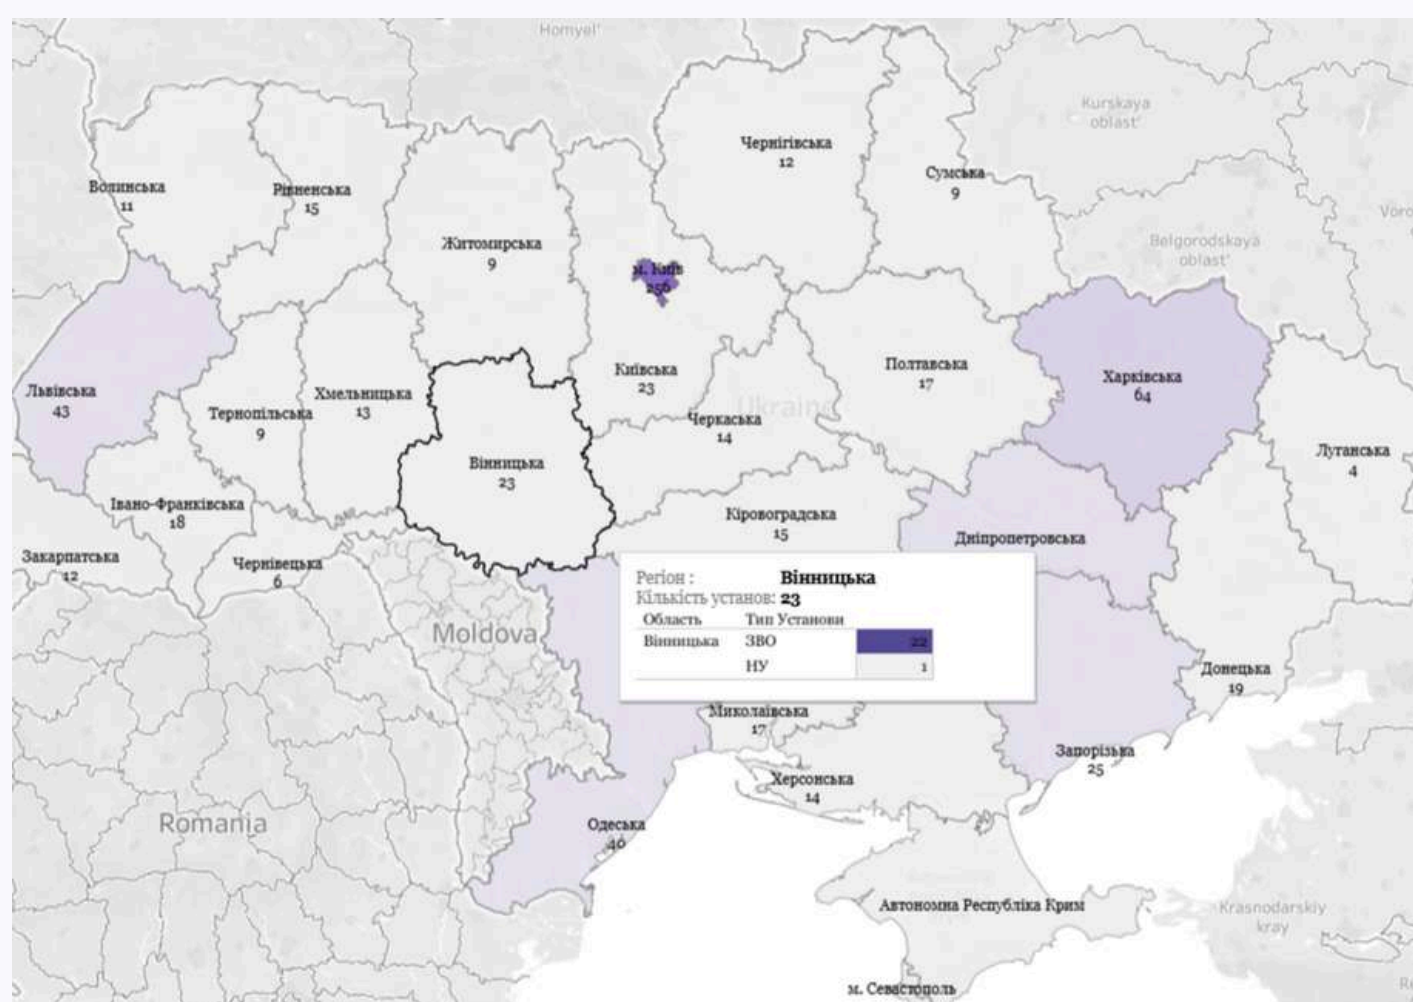 Homyel'
Kurskaya
oblast'
Чернігівська
12
Сумська
9
Волинська
11
Рівненська
15
Житомирська
9
м. Київ
256
Belgorodskaya
oblast'
Львівська
43
Тернопільська
9
Хмельницька
13
Київська
23
Ukraine
Черкаська
14
Полтавська
17
Харківська
64
Луганська
4
Вінницька
23
Івано-Франківська
18
Закарпатська
12
Чернівецька
6
Кіровоградська
15
Дніпропетровська
Регіон : Вінницька
Кількість установ: 23
Область Тип Установи
Вінницька ЗВО 22
НУ 1
Moldova
Донецька
19
Миколаївська
17
Запорізька
25
Херсонська
14
Romania
Одеська
40
Автономна Республіка Крим
Krasnodarskiy
kray
м. Севастополь